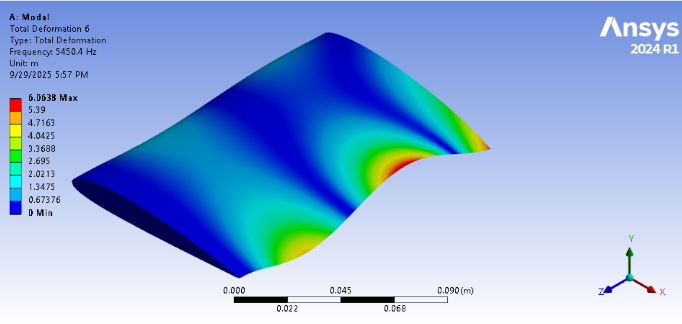 A: Modal
Total Deformation 6
Type: Total Deformation
Frequency: 5450.4 Hz
Unit: m
9/29/2025 5:57 PM
6.0638 Max
5.39
4.7163
4.0425
3.3688
2.695
2.0213
1.3475
0.67376
0 Min
Ansys
2024 R1
0.000
0.045
0.090 (m)
0.022
0.068
Y
Z
X